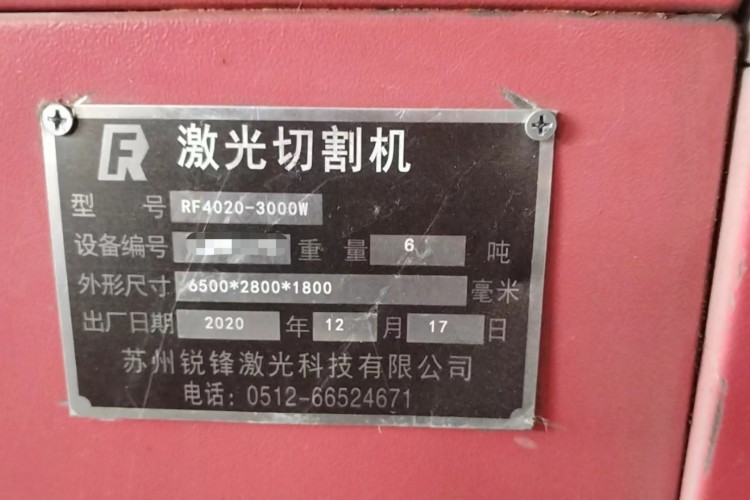 FR 激光切割机
型 号 RF4020-3000W
设备编号 重 量 6 吨
外形尺寸 6500*2800*1800 毫米
出厂日期 2020 年 12 月 17 日
苏州锐锋激光科技有限公司
电话：0512-66524671